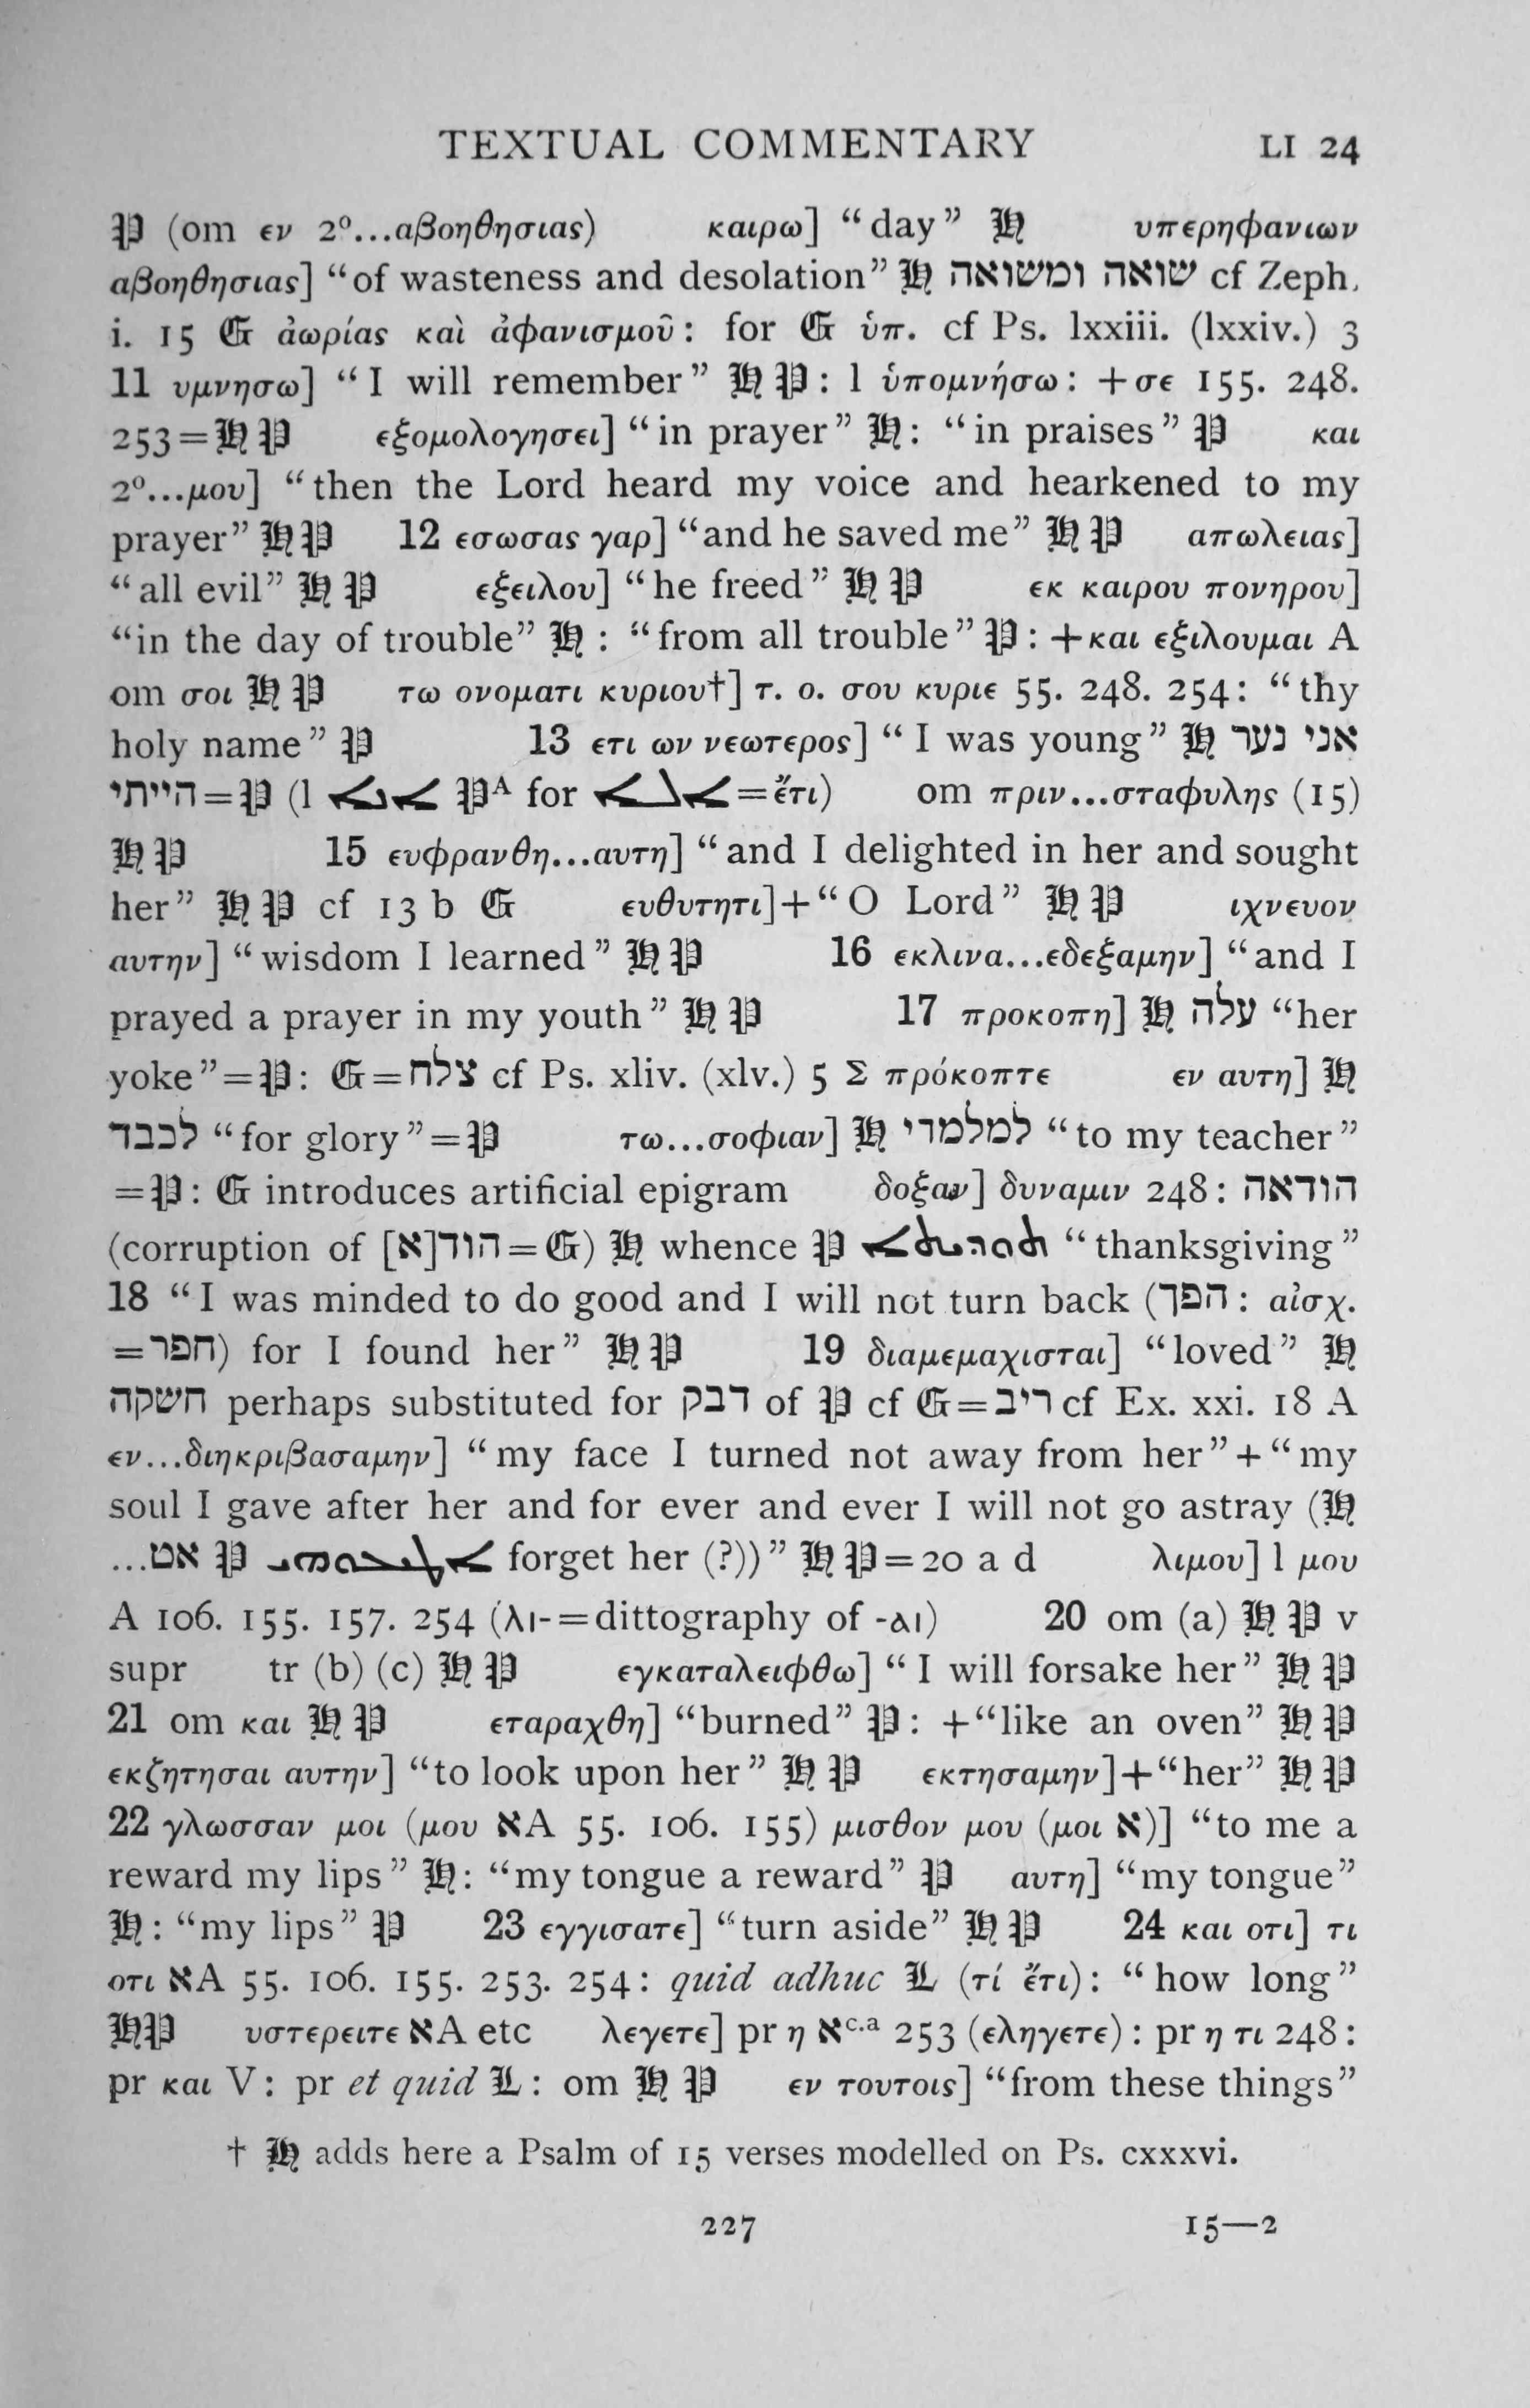 TEXTUAL COMMENTARY LI 24
𝔓 (om εν 2⁰...αβοηθησιας) καιρω] “day” ℌ υπερηφανιων
αβοηθησιας] “of wasteness and desolation” ℌ שואה ומשואה cf Zeph.
i. 15 𝔊 ἀωρίας καὶ ἀφανισμοῦ: for 𝔊 ὑπ. cf Ps. lxxiii. (lxxiv.) 3
11 υμνησω] “I will remember” ℌ 𝔓: l ὑπομνήσω: +σε 155. 248.
253=ℌ 𝔓 εξομολογησει] “in prayer” ℌ: “in praises” 𝔓 και
2⁰...μου] “then the Lord heard my voice and hearkened to my
prayer” ℌ 𝔓 12 εσωσας γαρ] “and he saved me” ℌ 𝔓 απωλειας]
“all evil” ℌ 𝔓 εξειλου] “he freed” ℌ 𝔓 εκ καιρου πονηρου]
“in the day of trouble” ℌ: “from all trouble” 𝔓: +και εξιλουμαι A
om σοι ℌ 𝔓 τω ονοματι κυριου†] τ. ο. σου κυριε 55. 248. 254: “thy
holy name” 𝔓 13 ετι ων νεωτερος] “I was young” ℌ אני נער
הייתי=𝔓 (l ܐܢܐ 𝔓ᴬ for ܐܠܐ=ἔτι) om πριν...σταφυλης (15)
ℌ 𝔓 15 ευφρανθη...αυτη] “and I delighted in her and sought
her” ℌ 𝔓 cf 13 b 𝔊 ευθυτητι]+“O Lord” ℌ 𝔓 ιχνευον
αυτην] “wisdom I learned” ℌ 𝔓 16 εκλινα...εδεξαμην] “and I
prayed a prayer in my youth” ℌ 𝔓 17 προκοπη] ℌ עלה “her
yoke”=𝔓: 𝔊=צלח cf Ps. xliv. (xlv.) 5 Σ πρόκοπτε εν αυτη] ℌ
לכבד “for glory”=𝔓 τω...σοφιαν] ℌ למלמדי “to my teacher”
=𝔓: 𝔊 introduces artificial epigram δοξαν] δυναμιν 248: הודאה
(corruption of הוד[א]=𝔊) ℌ whence 𝔓 ܬܘܕܝܬܐ “thanksgiving”
18 “I was minded to do good and I will not turn back (הפך: αἰσχ.
=חפר) for I found her” ℌ 𝔓 19 διαμεμαχισται] “loved” ℌ
חשקה perhaps substituted for דבק of 𝔓 cf 𝔊=ריב cf Ex. xxi. 18 A
εν...διηκριβασαμην] “my face I turned not away from her”+“my
soul I gave after her and for ever and ever I will not go astray (ℌ
...אט 𝔓 forget her (?))” ℌ 𝔓=20 a d λιμου] l μου
A 106. 155. 157. 254 (λι-=dittography of -αι) 20 om (a) ℌ 𝔓 v
supr tr (b) (c) ℌ 𝔓 εγκαταλειφθω] “I will forsake her” ℌ 𝔓
21 om και ℌ 𝔓 εταραχθη] “burned” 𝔓: +“like an oven” ℌ 𝔓
εκζητησαι αυτην] “to look upon her” ℌ 𝔓 εκτησαμην]+“her” ℌ 𝔓
22 γλωσσαν μοι (μου אA 55. 106. 155) μισθον μου (μοι א)] “to me a
reward my lips” ℌ: “my tongue a reward” 𝔓 αυτη] “my tongue”
ℌ: “my lips” 𝔓 23 εγγισατε] “turn aside” ℌ 𝔓 24 και οτι] τι
οτι אA 55. 106. 155. 253. 254: quid adhuc 𝕷 (τί ἔτι): “how long”
ℌ𝔓 υστερειτε אA etc λεγετε] pr η אᶜ·ᵃ 253 (εληγετε): pr η τι 248:
pr και V: pr et quid 𝕷: om ℌ 𝔓 εν τουτοις] “from these things”
† ℌ adds here a Psalm of 15 verses modelled on Ps. cxxxvi.
227 15—2